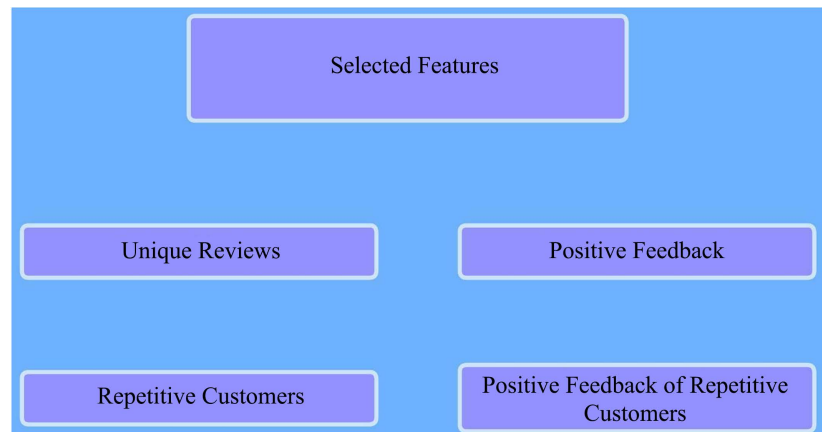 Selected Features
Unique Reviews
Positive Feedback
Repetitive Customers
Positive Feedback of Repetitive
Customers